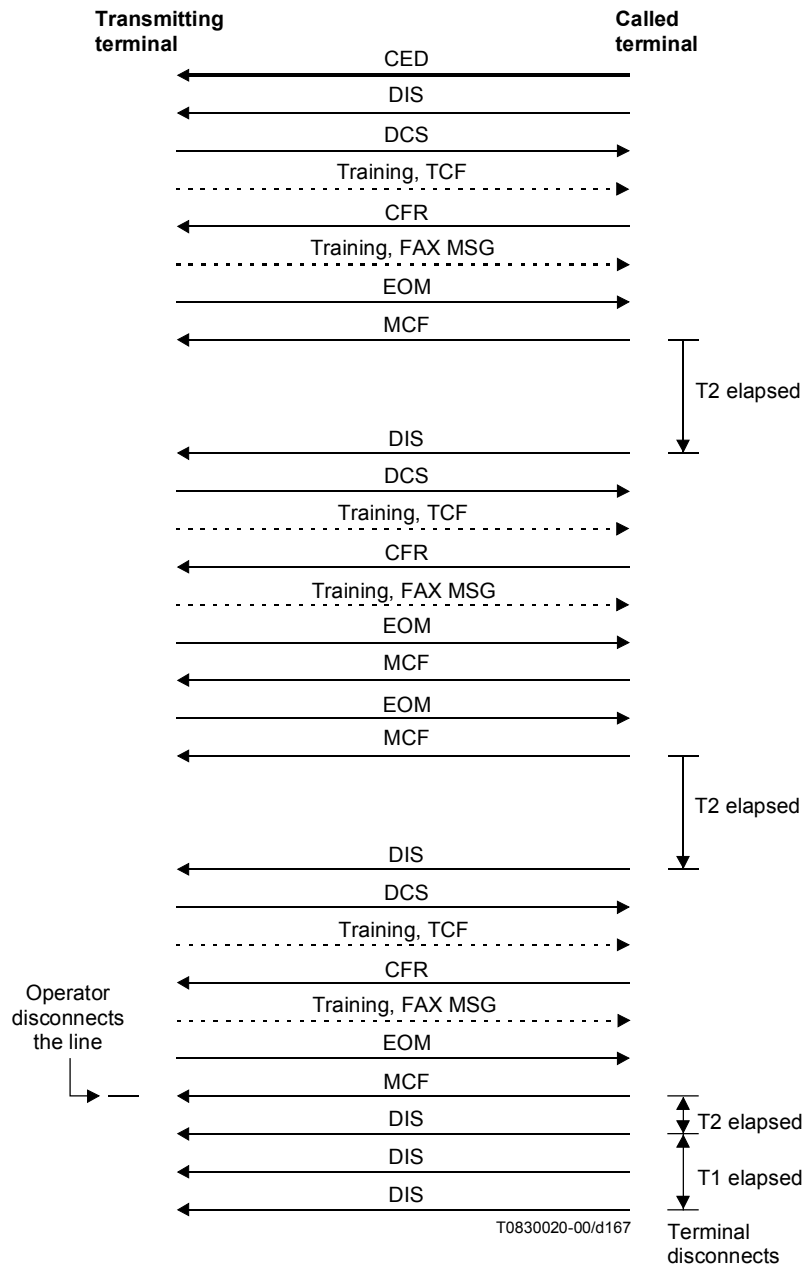 Transmitting
terminal
Called
terminal
CED
DIS
DCS
Training, TCF
CFR
Training, FAX MSG
EOM
MCF
T2 elapsed
DIS
DCS
Training, TCF
CFR
Training, FAX MSG
EOM
MCF
EOM
MCF
T2 elapsed
DIS
DCS
Training, TCF
CFR
Operator
disconnects
the line
Training, FAX MSG
EOM
MCF
DIS
T2 elapsed
DIS
T1 elapsed
DIS
T0830020-00/d167
Terminal
disconnects